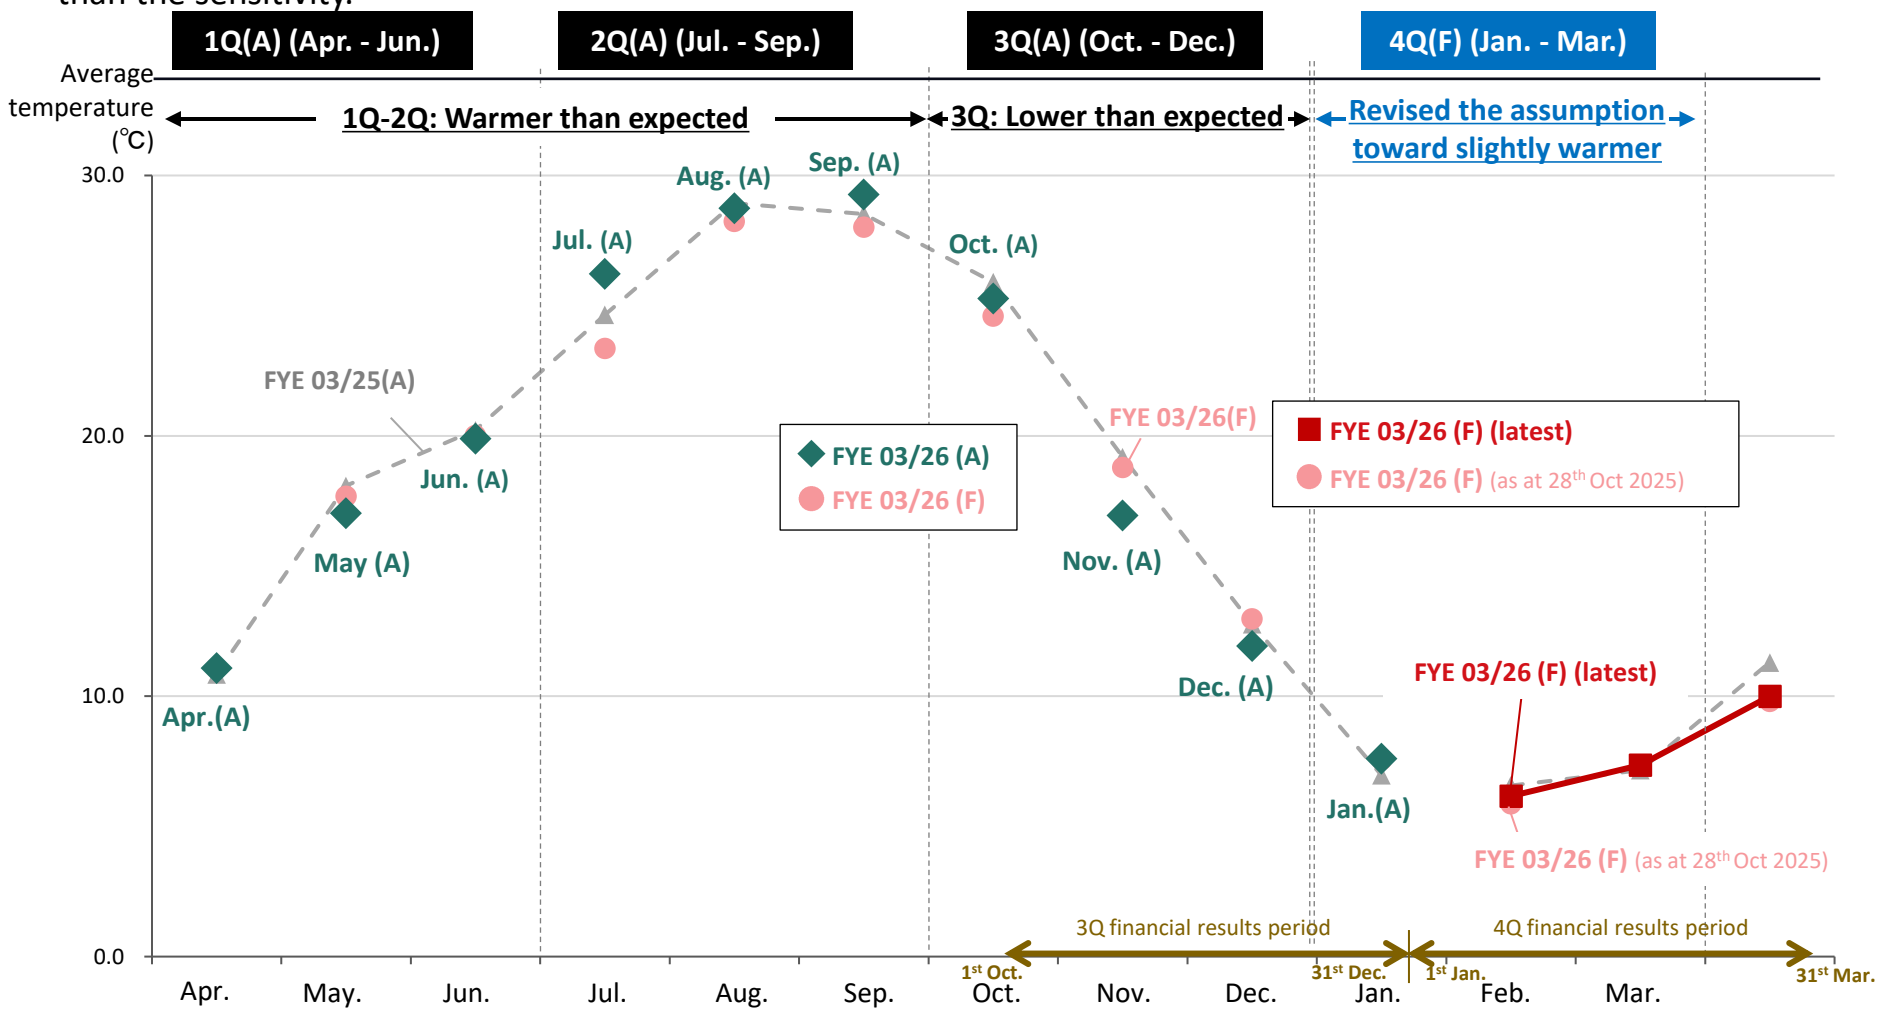 than the sensitivity.
1Q(A) (Apr. - Jun.)
2Q(A) (Jul. - Sep.)
3Q(A) (Oct. - Dec.)
4Q(F) (Jan. - Mar.)
Average
temperature
(℃)
1Q-2Q: Warmer than expected
3Q: Lower than expected
Revised the assumption
toward slightly warmer
30.0
20.0
10.0
0.0
Apr.(A)
May (A)
Jun. (A)
Jul. (A)
Aug. (A)
Sep. (A)
Oct. (A)
Nov. (A)
Dec. (A)
Jan.(A)
FYE 03/25(A)
FYE 03/26(F)
FYE 03/26 (A)
FYE 03/26 (F)
FYE 03/26 (F) (latest)
FYE 03/26 (F) (as at 28th Oct 2025)
FYE 03/26 (F) (latest)
FYE 03/26 (F) (as at 28th Oct 2025)
3Q financial results period
4Q financial results period
1st Oct.
31st Dec.
1st Jan.
31st Mar.
Apr.
May.
Jun.
Jul.
Aug.
Sep.
Oct.
Nov.
Dec.
Jan.
Feb.
Mar.